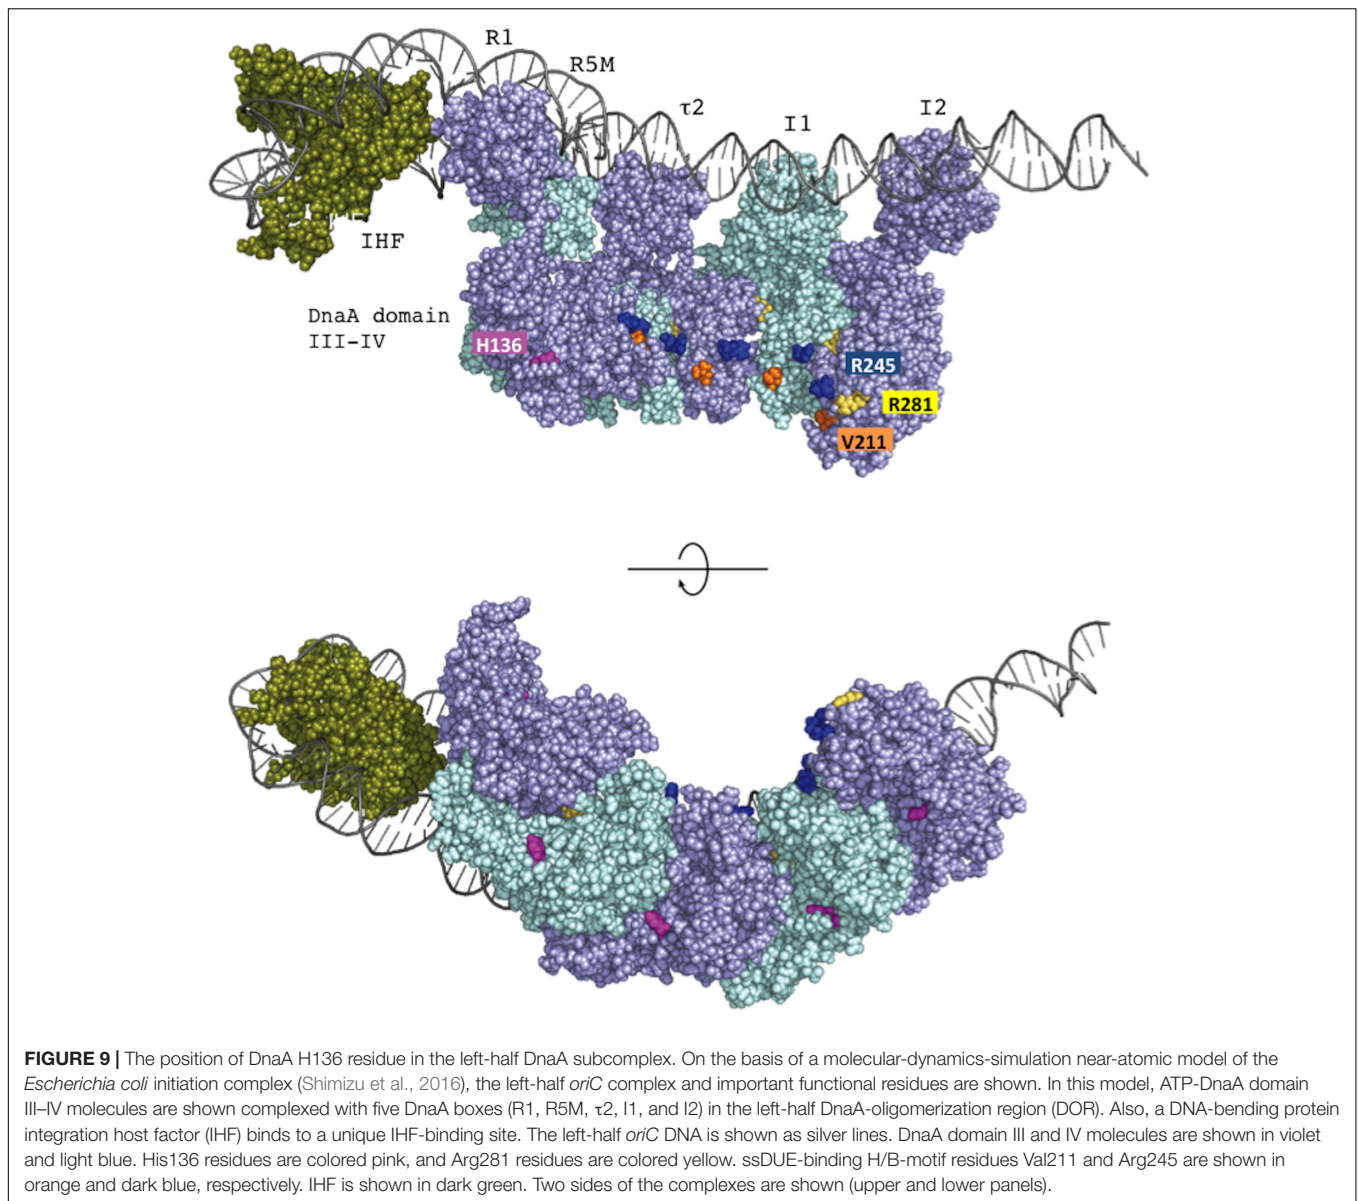 R1
R5M
τ2
I1
I2
IHF
DnaA domain
III–IV
H136
R245
R281
V211
FIGURE 9 | The position of DnaA H136 residue in the left-half DnaA subcomplex. On the basis of a molecular-dynamics-simulation near-atomic model of the
Escherichia coli initiation complex (Shimizu et al., 2016), the left-half oriC complex and important functional residues are shown. In this model, ATP-DnaA domain
III–IV molecules are shown complexed with five DnaA boxes (R1, R5M, τ2, I1, and I2) in the left-half DnaA-oligomerization region (DOR). Also, a DNA-bending protein
integration host factor (IHF) binds to a unique IHF-binding site. The left-half oriC DNA is shown as silver lines. DnaA domain III and IV molecules are shown in violet
and light blue. His136 residues are colored pink, and Arg281 residues are colored yellow. ssDUE-binding H/B-motif residues Val211 and Arg245 are shown in
orange and dark blue, respectively. IHF is shown in dark green. Two sides of the complexes are shown (upper and lower panels).